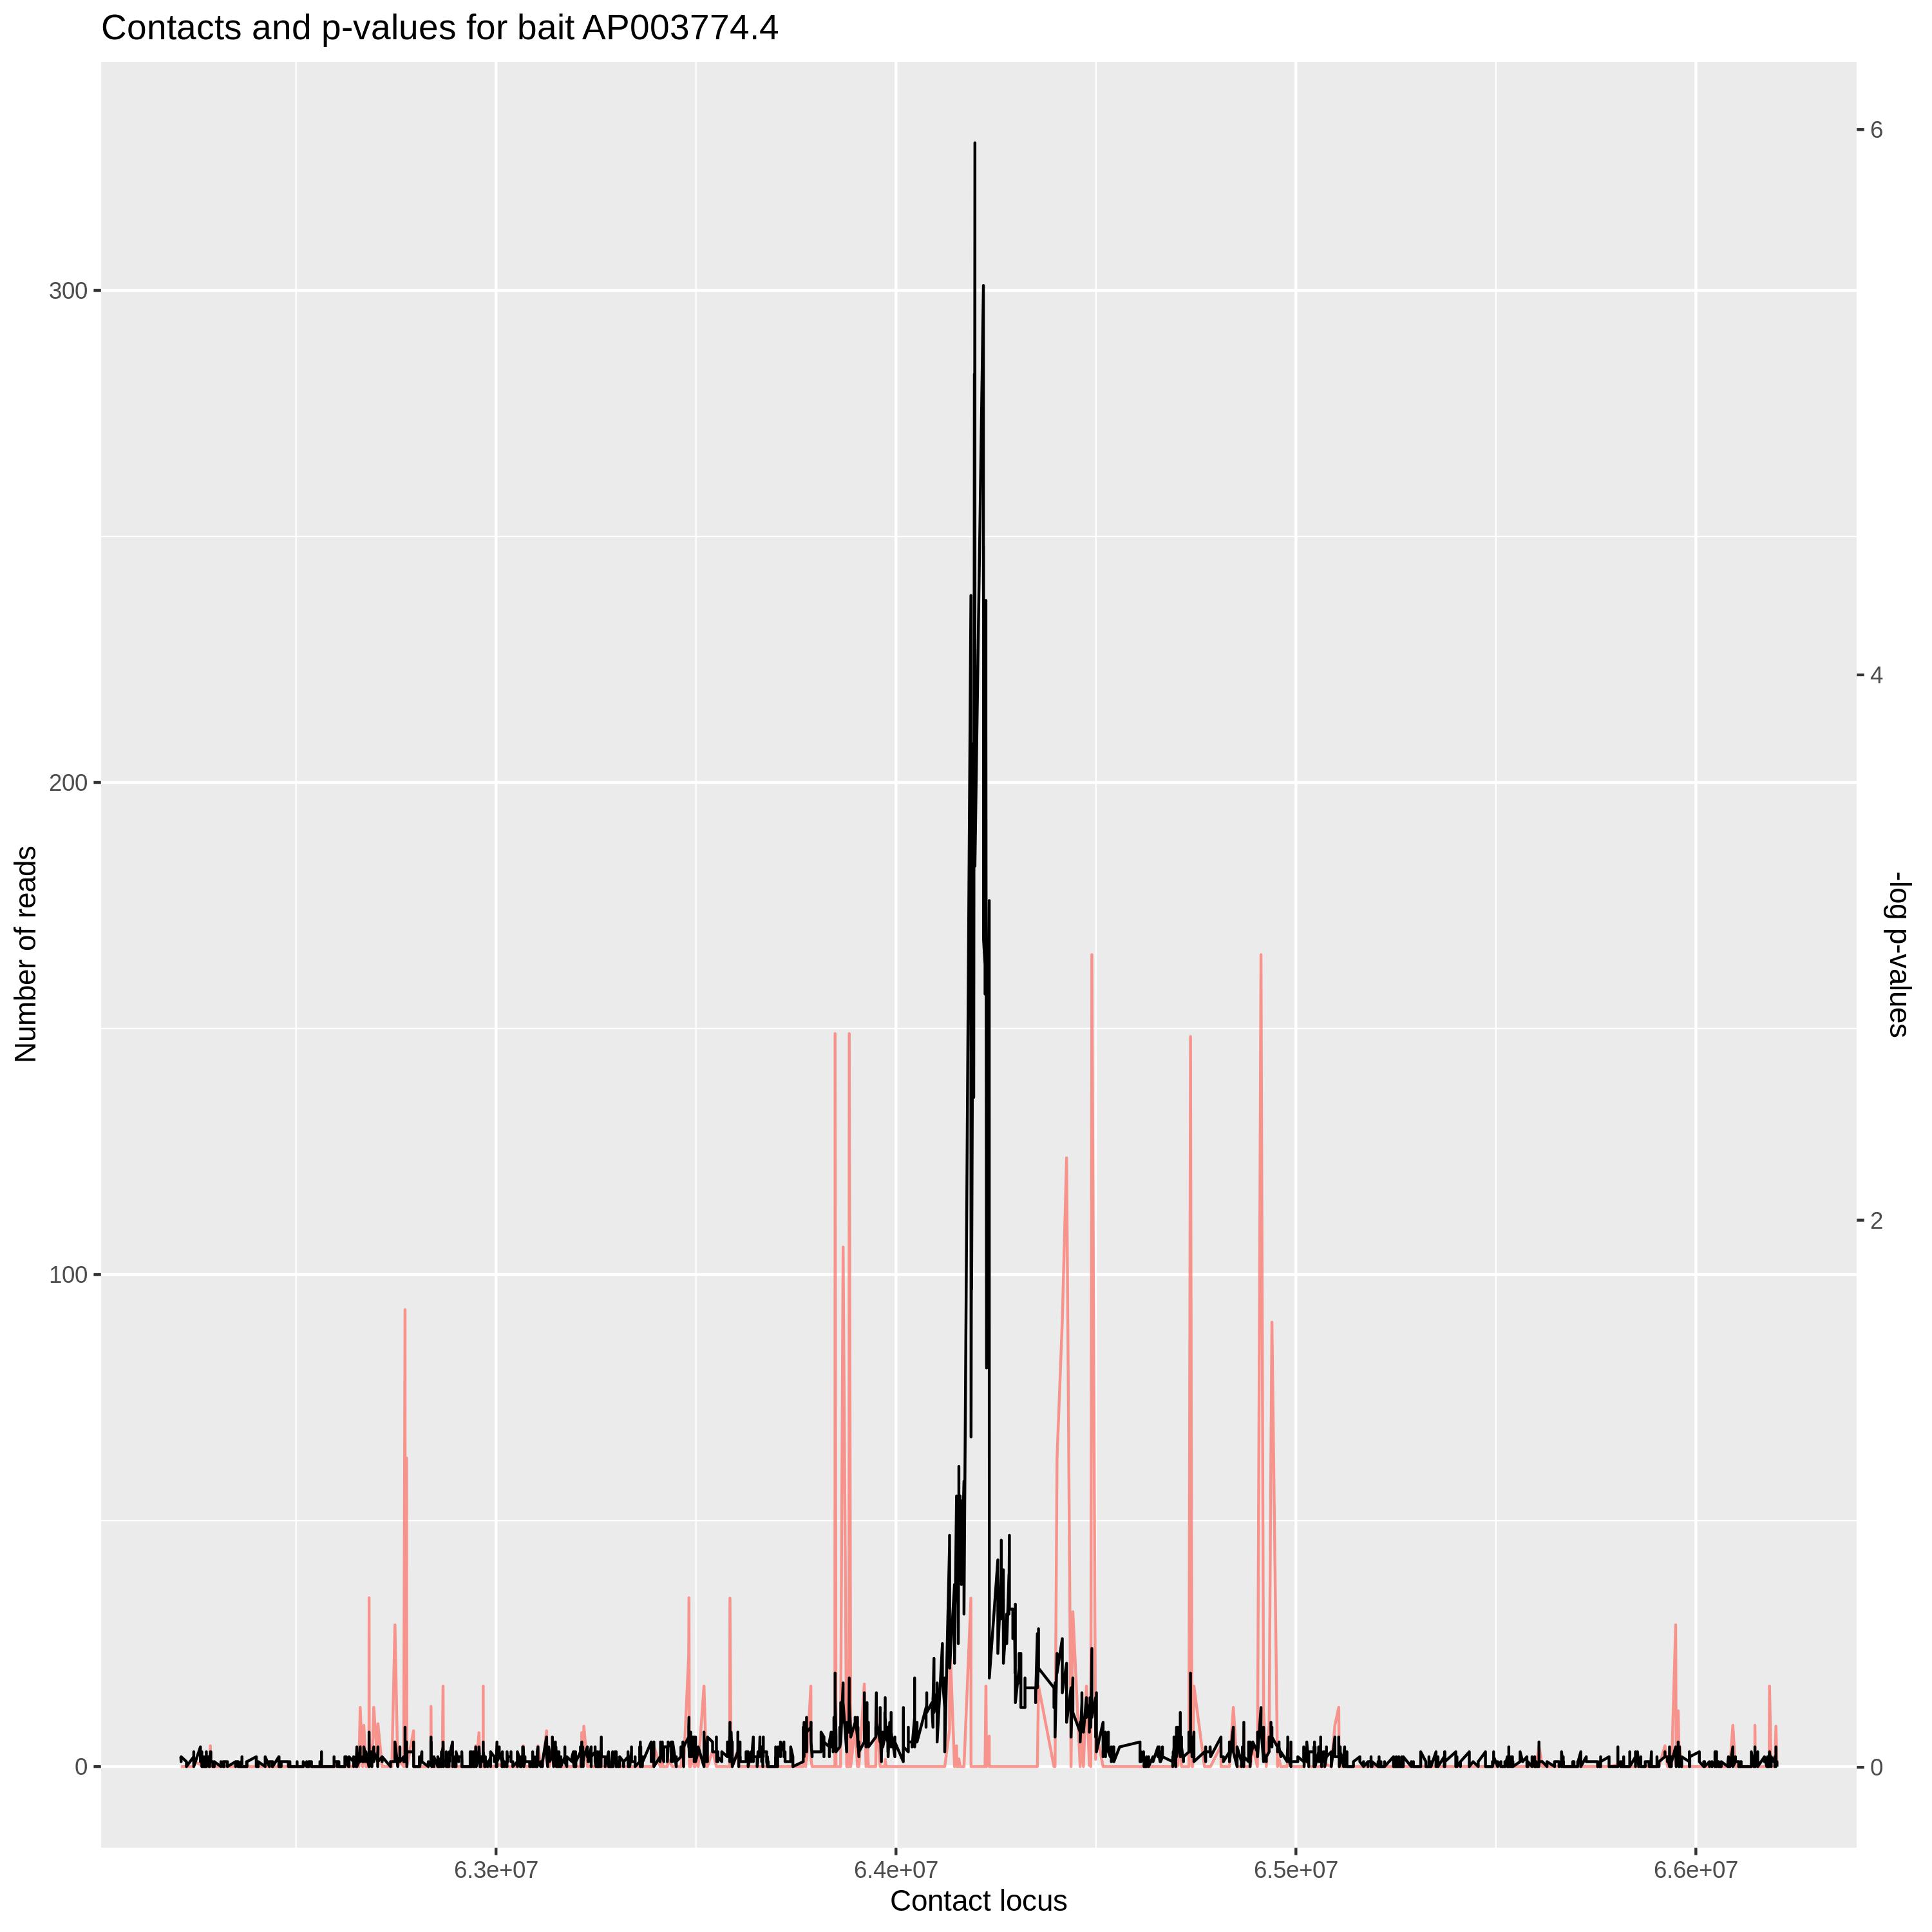 Contacts and p-values for bait AP003774.4
6
300
4
200
Number of reads
-log p-values
2
100
0
0
6.3e+07
6.4e+07
6.5e+07
6.6e+07
Contact locus